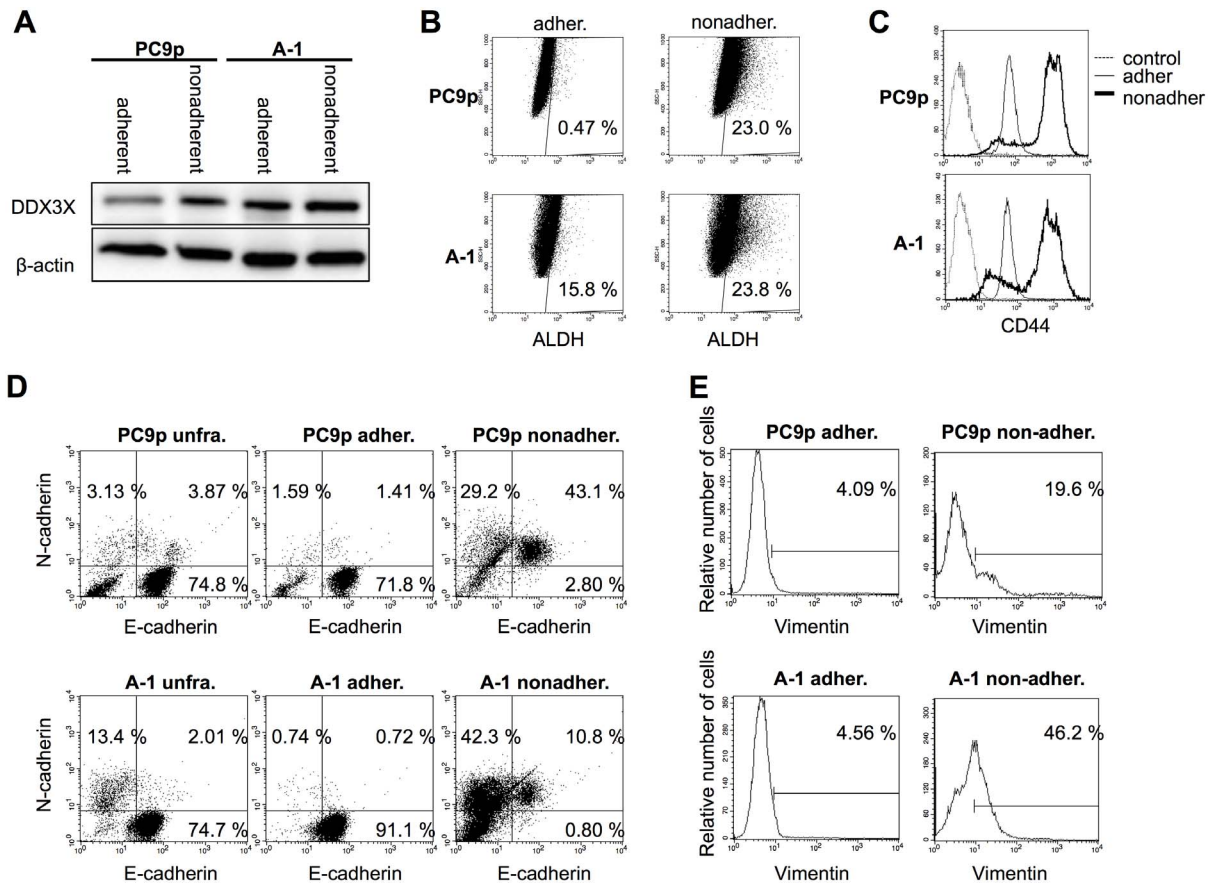 A
PC9p A-1
adherent nonadherent adherent nonadherent
DDX3X
β-actin
B
adher. nonadher.
PC9p
0.47 % 23.0 %
A-1
15.8 % 23.8 %
ALDH ALDH
C
control
adher
nonadher
PC9p
A-1
CD44
D
PC9p unfra. PC9p adher. PC9p nonadher.
N-cadherin
3.13 % 3.87 % 1.59 % 1.41 % 29.2 % 43.1 %
74.8 % 71.8 % 2.80 %
E-cadherin E-cadherin E-cadherin
A-1 unfra. A-1 adher. A-1 nonadher.
N-cadherin
13.4 % 2.01 % 0.74 % 0.72 % 42.3 % 10.8 %
74.7 % 91.1 % 0.80 %
E-cadherin E-cadherin E-cadherin
E
PC9p adher. PC9p non-adher.
Relative number of cells
4.09 % 19.6 %
Vimentin Vimentin
A-1 adher. A-1 non-adher.
Relative number of cells
4.56 % 46.2 %
Vimentin Vimentin